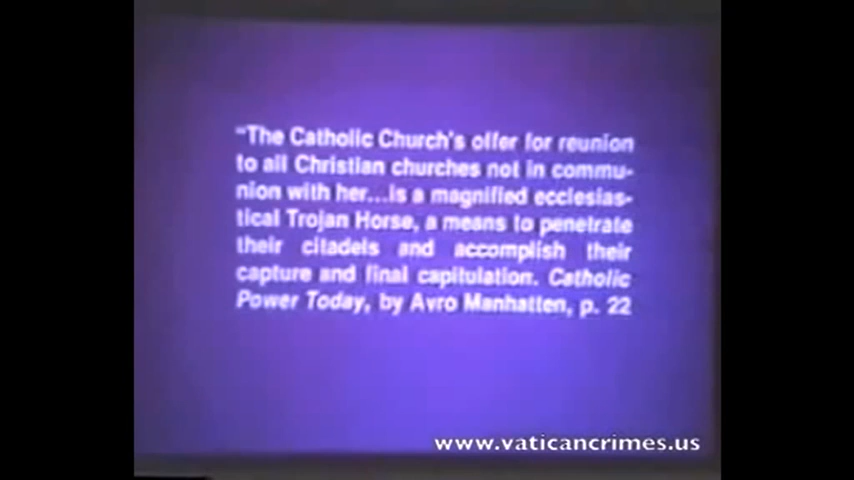 "The Catholic Church's offer for reunion
to all Christian churches not in commu-
nion with her...is a magnified ecclesias-
tical Trojan Horse, a means to penetrate
their citadels and accomplish their
capture and final capitulation. Catholic
Power Today, by Avro Manhatten, p. 22
www.vaticancrimes.us